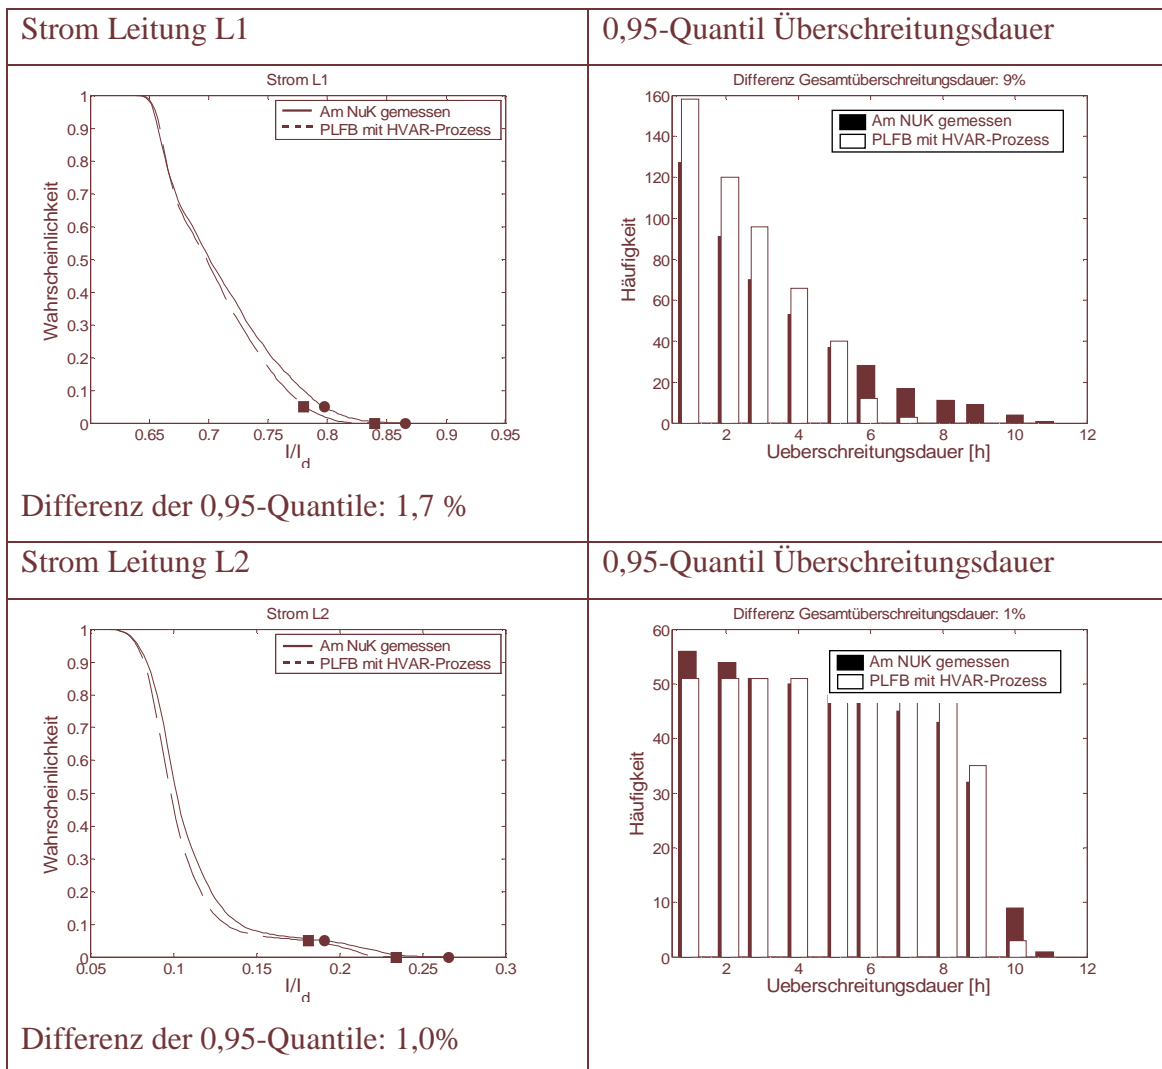 Strom Leitung L1
0,95-Quantil Überschreitungsdauer
Strom L1
1
0.9
0.8
0.7
0.6
0.5
0.4
0.3
0.2
0.1
0
Wahrscheinlichkeit
Am NuK gemessen
PLFB mit HVAR-Prozess
0.65 0.7 0.75 0.8 0.85 0.9 0.95
I/I_d
Differenz der 0,95-Quantile: 1,7 %
Differenz Gesamtüberschreitungsdauer: 9%
160
140
120
100
80
60
40
20
0
Häufigkeit
Am NUK gemessen
PLFB mit HVAR-Prozess
2 4 6 8 10 12
Ueberschreitungsdauer [h]
Strom Leitung L2
0,95-Quantil Überschreitungsdauer
Strom L2
1
0.9
0.8
0.7
0.6
0.5
0.4
0.3
0.2
0.1
0
Wahrscheinlichkeit
Am NuK gemessen
PLFB mit HVAR-Prozess
0.05 0.1 0.15 0.2 0.25 0.3
I/I_d
Differenz der 0,95-Quantile: 1,0%
Differenz Gesamtüberschreitungsdauer: 1%
60
50
40
30
20
10
0
Häufigkeit
Am NUK gemessen
PLFB mit HVAR-Prozess
2 4 6 8 10 12
Ueberschreitungsdauer [h]